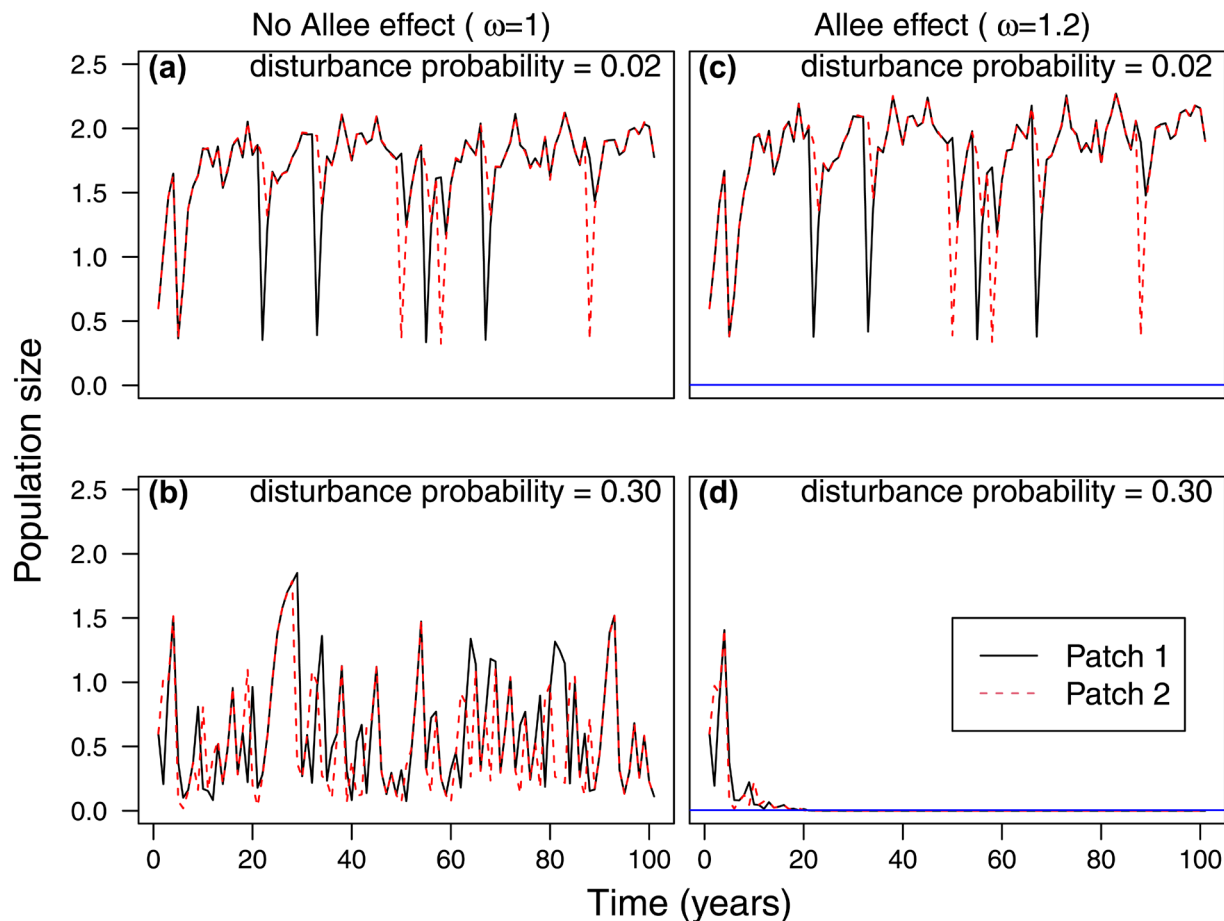 No Allee effect ( ω=1)
Allee effect ( ω=1.2)
(a) disturbance probability = 0.02
(c) disturbance probability = 0.02
2.5
2.0
1.5
1.0
0.5
0.0
Population size
(b) disturbance probability = 0.30
(d) disturbance probability = 0.30
2.5
2.0
1.5
1.0
0.5
0.0
Patch 1
Patch 2
0 20 40 60 80 100
0 20 40 60 80 100
Time (years)